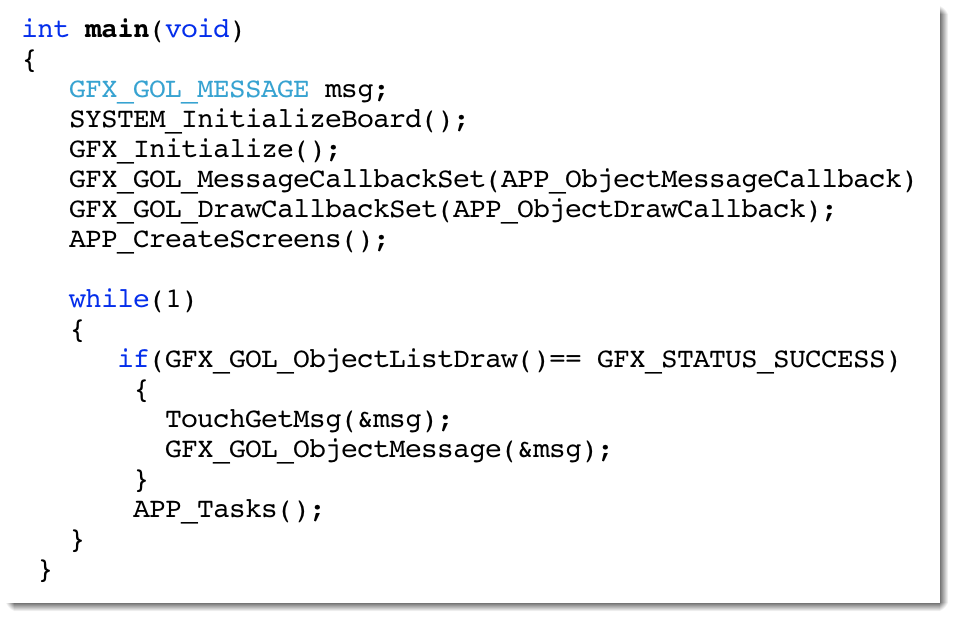 int main(void)
{
GFX_GOL_MESSAGE msg;
SYSTEM_InitializeBoard();
GFX_Initialize();
GFX_GOL_MessageCallbackSet(APP_ObjectMessageCallback)
GFX_GOL_DrawCallbackSet(APP_ObjectDrawCallback);
APP_CreateScreens();
while(1)
{
if(GFX_GOL_ObjectListDraw()== GFX_STATUS_SUCCESS)
{
TouchGetMsg(&msg);
GFX_GOL_ObjectMessage(&msg);
}
APP_Tasks();
}
}